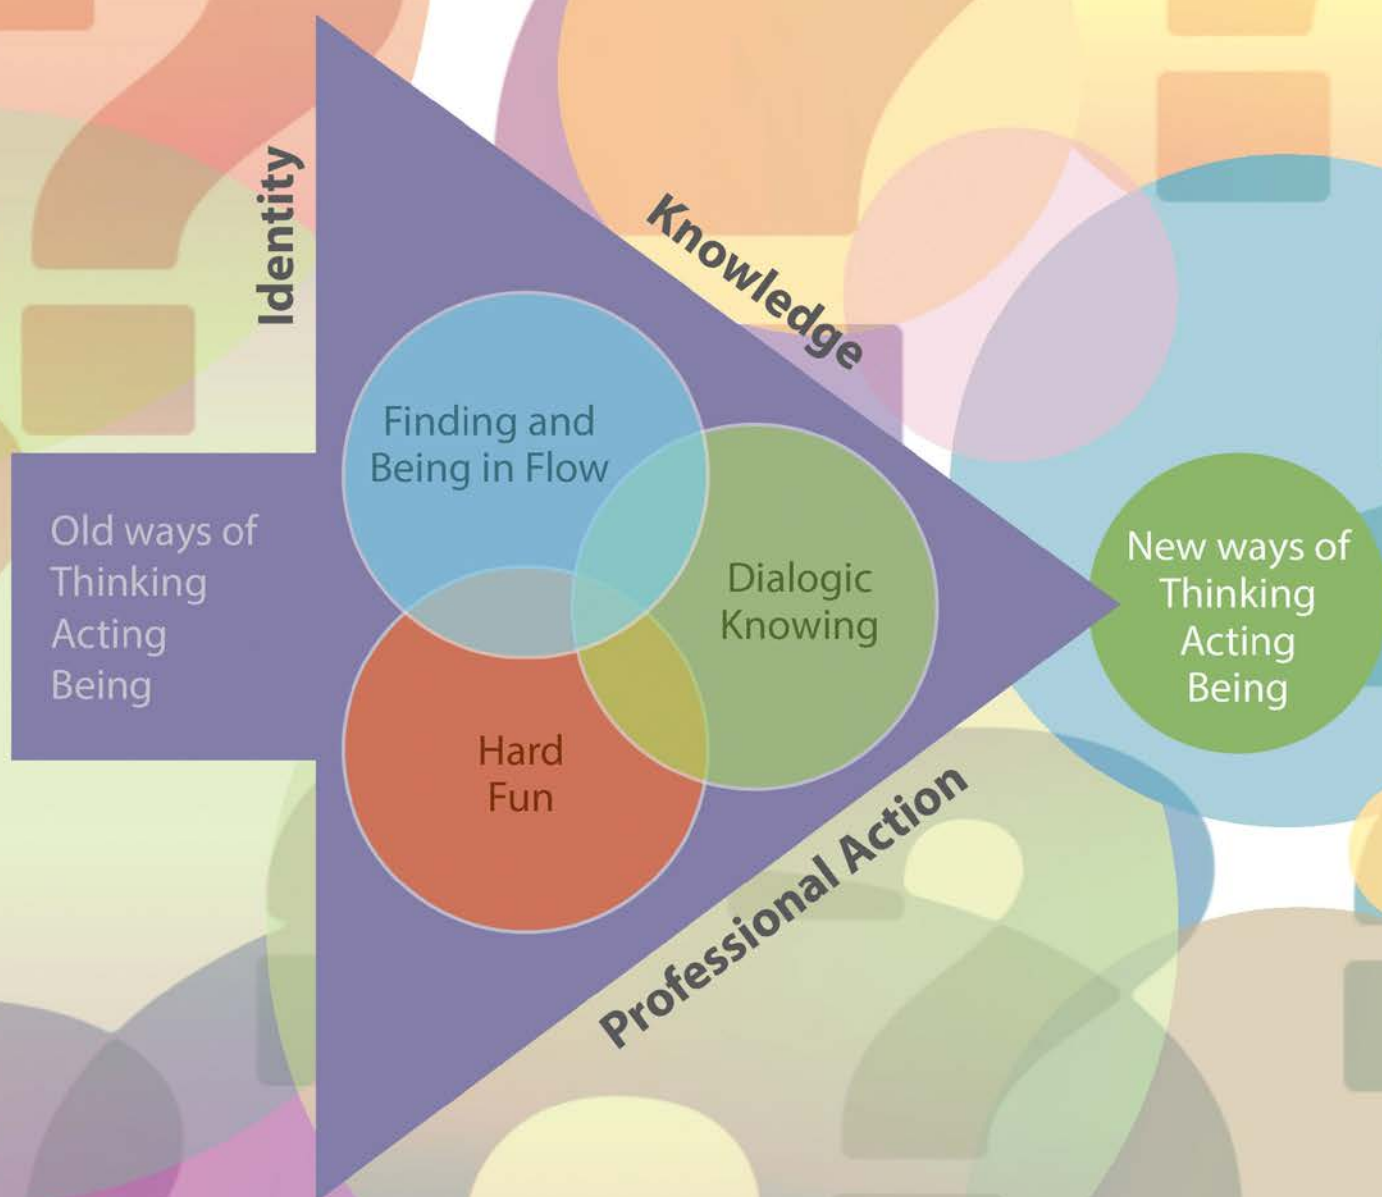 Identity
Knowledge
Finding and
Being in Flow
Old ways of
Thinking
Acting
Being
Dialogic
Knowing
New ways of
Thinking
Acting
Being
Hard
Fun
Professional Action